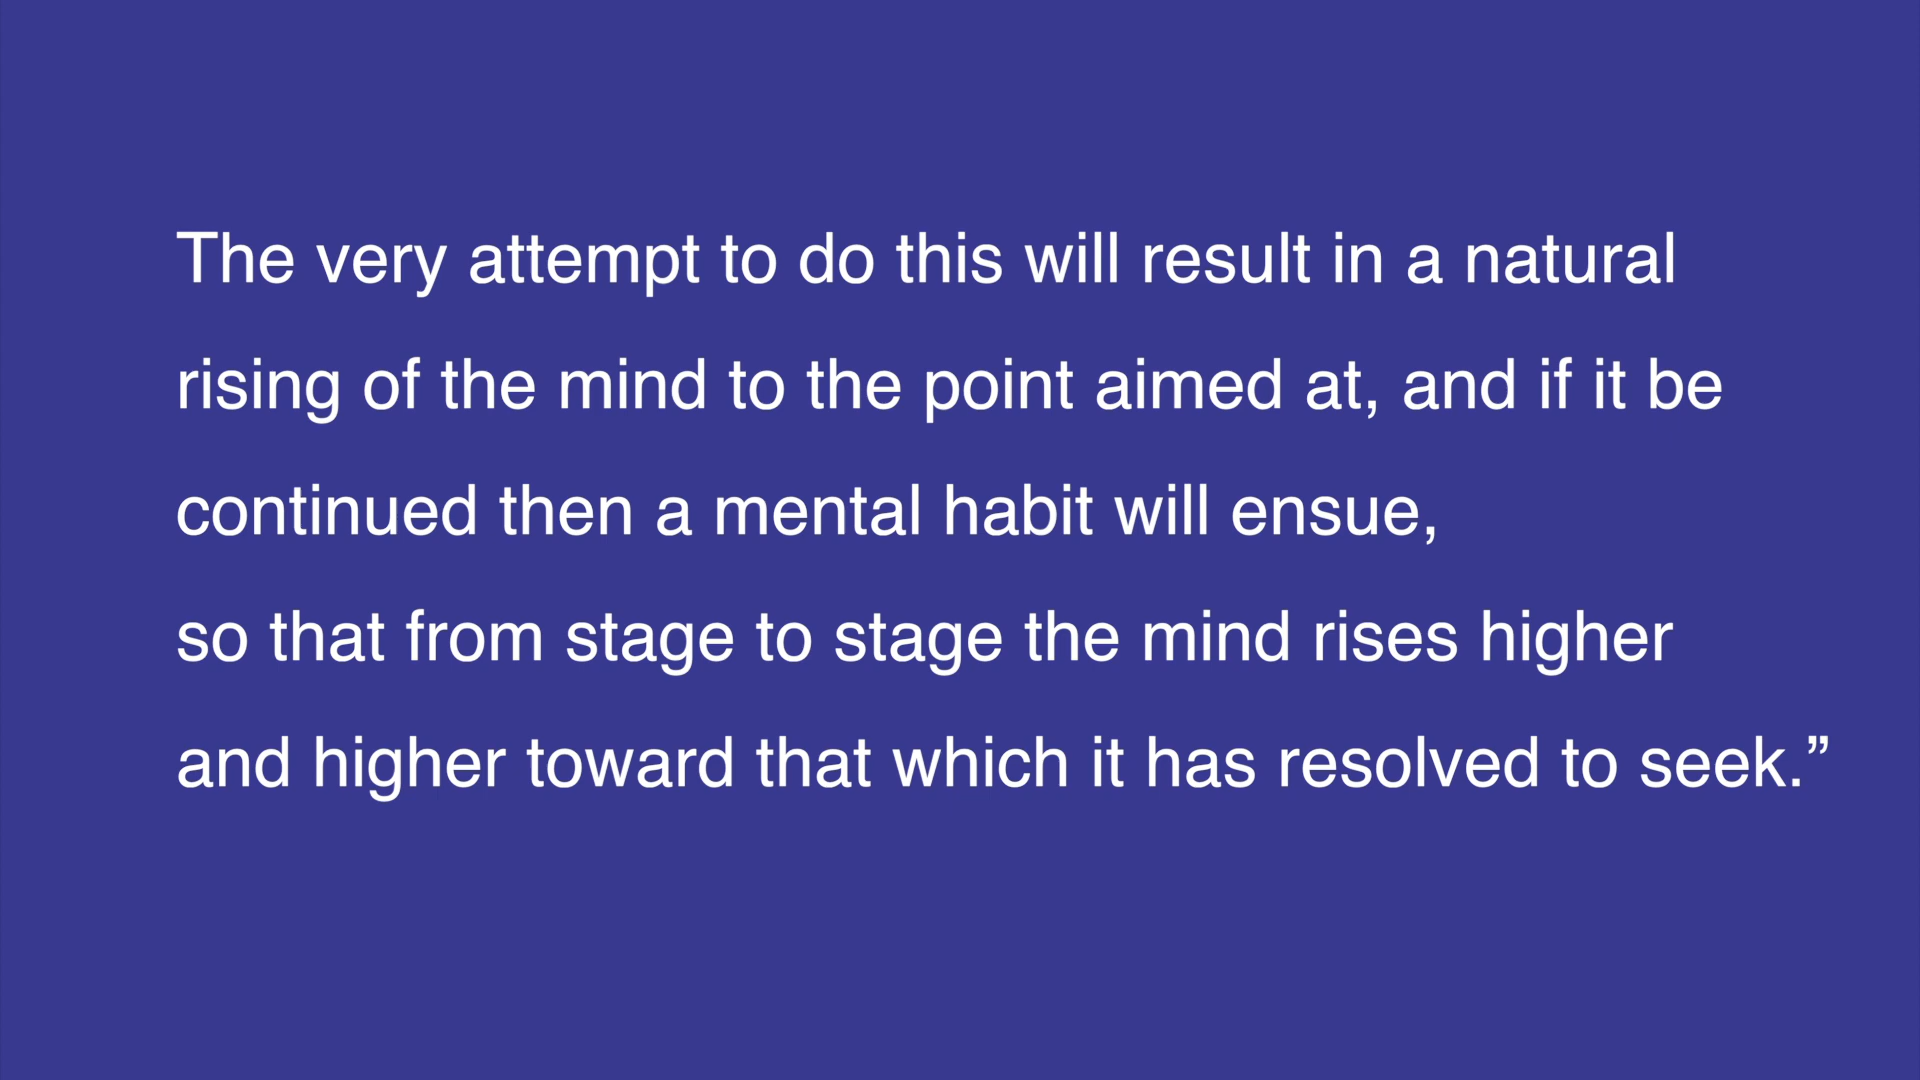 The very attempt to do this will result in a natural
rising of the mind to the point aimed at, and if it be
continued then a mental habit will ensue,
so that from stage to stage the mind rises higher
and higher toward that which it has resolved to seek.”